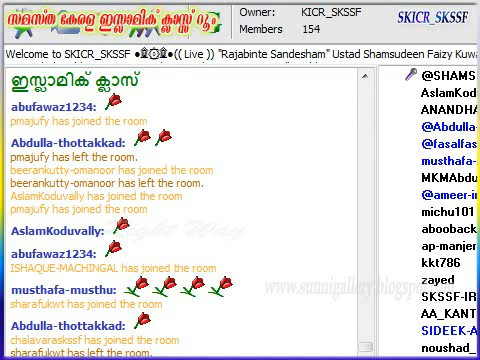 സമസ്ത കേരള ഇസ്ലാമിക് ക്ലാസ്സ് റൂം
Owner: KICR_SKSSF
Members 154
SKICR_SKSSF
Welcome to SKICR_SKSSF (( Live )) "Rajabinte Sandesham" Ustad Shamsudeen Faizy Kuwa
ഇസ്ലാമിക് ക്ലാസ്
abufawaz1234:
pmajufy has joined the room
Abdulla-thottakkad:
pmajufy has left the room.
beerankutty-omanoor has joined the room
beerankutty-omanoor has left the room.
AslamKoduvally has joined the room
pmajufy has joined the room
AslamKoduvally:
abufawaz1234:
ISHAQUE-MACHINGAL has joined the room
musthafa-musthu:
sharafukwt has joined the room
Abdulla-thottakkad:
chalavaraskssf has joined the room
sharafukwt has left the room.
@SHAMS
AslamKod
ANANDHA
@Abdulla-
@fasalfas
musthafa-
MKMAbdu
@ameer-i
michu101
abooback
ap-manjer
kkt786
zayed
SKSSF-IR
AA_KANT
SIDEEK-A
noushad_
Right Way
www.sunnigallery.blogspot